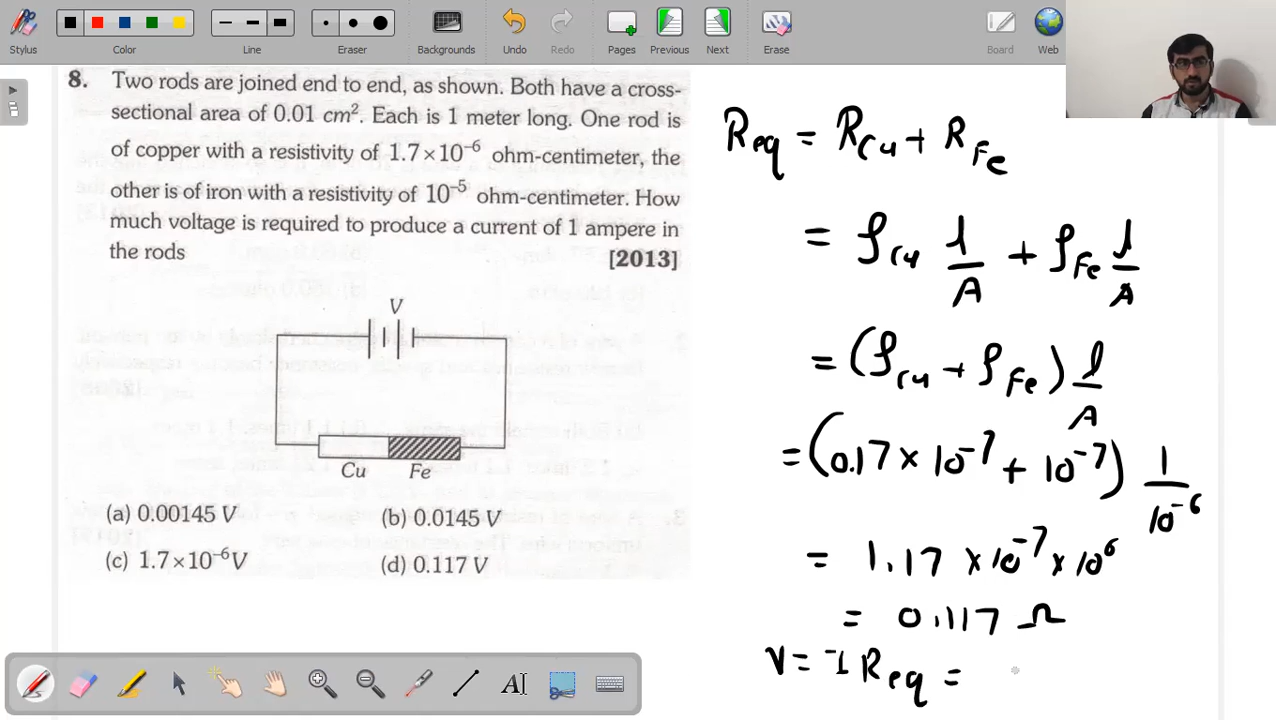 Stylus Color Line Eraser Backgrounds Undo Redo Pages Previous Next Erase Board Web
8. Two rods are joined end to end, as shown. Both have a cross-
sectional area of 0.01 cm². Each is 1 meter long. One rod is
of copper with a resistivity of 1.7×10⁻⁶ ohm-centimeter, the
other is of iron with a resistivity of 10⁻⁵ ohm-centimeter. How
much voltage is required to produce a current of 1 ampere in
the rods [2013]
V
Cu Fe
(a) 0.00145 V (b) 0.0145 V
(c) 1.7×10⁻⁶ V (d) 0.117 V
Req = RCu + RFe
= ρCu l/A + ρFe l/A
= (ρCu + ρFe) l/A
= (0.17 × 10⁻⁷ + 10⁻⁷) 1/10⁻⁶
= 1.17 × 10⁻⁷ × 10⁶
= 0.117 Ω
V = I Req =